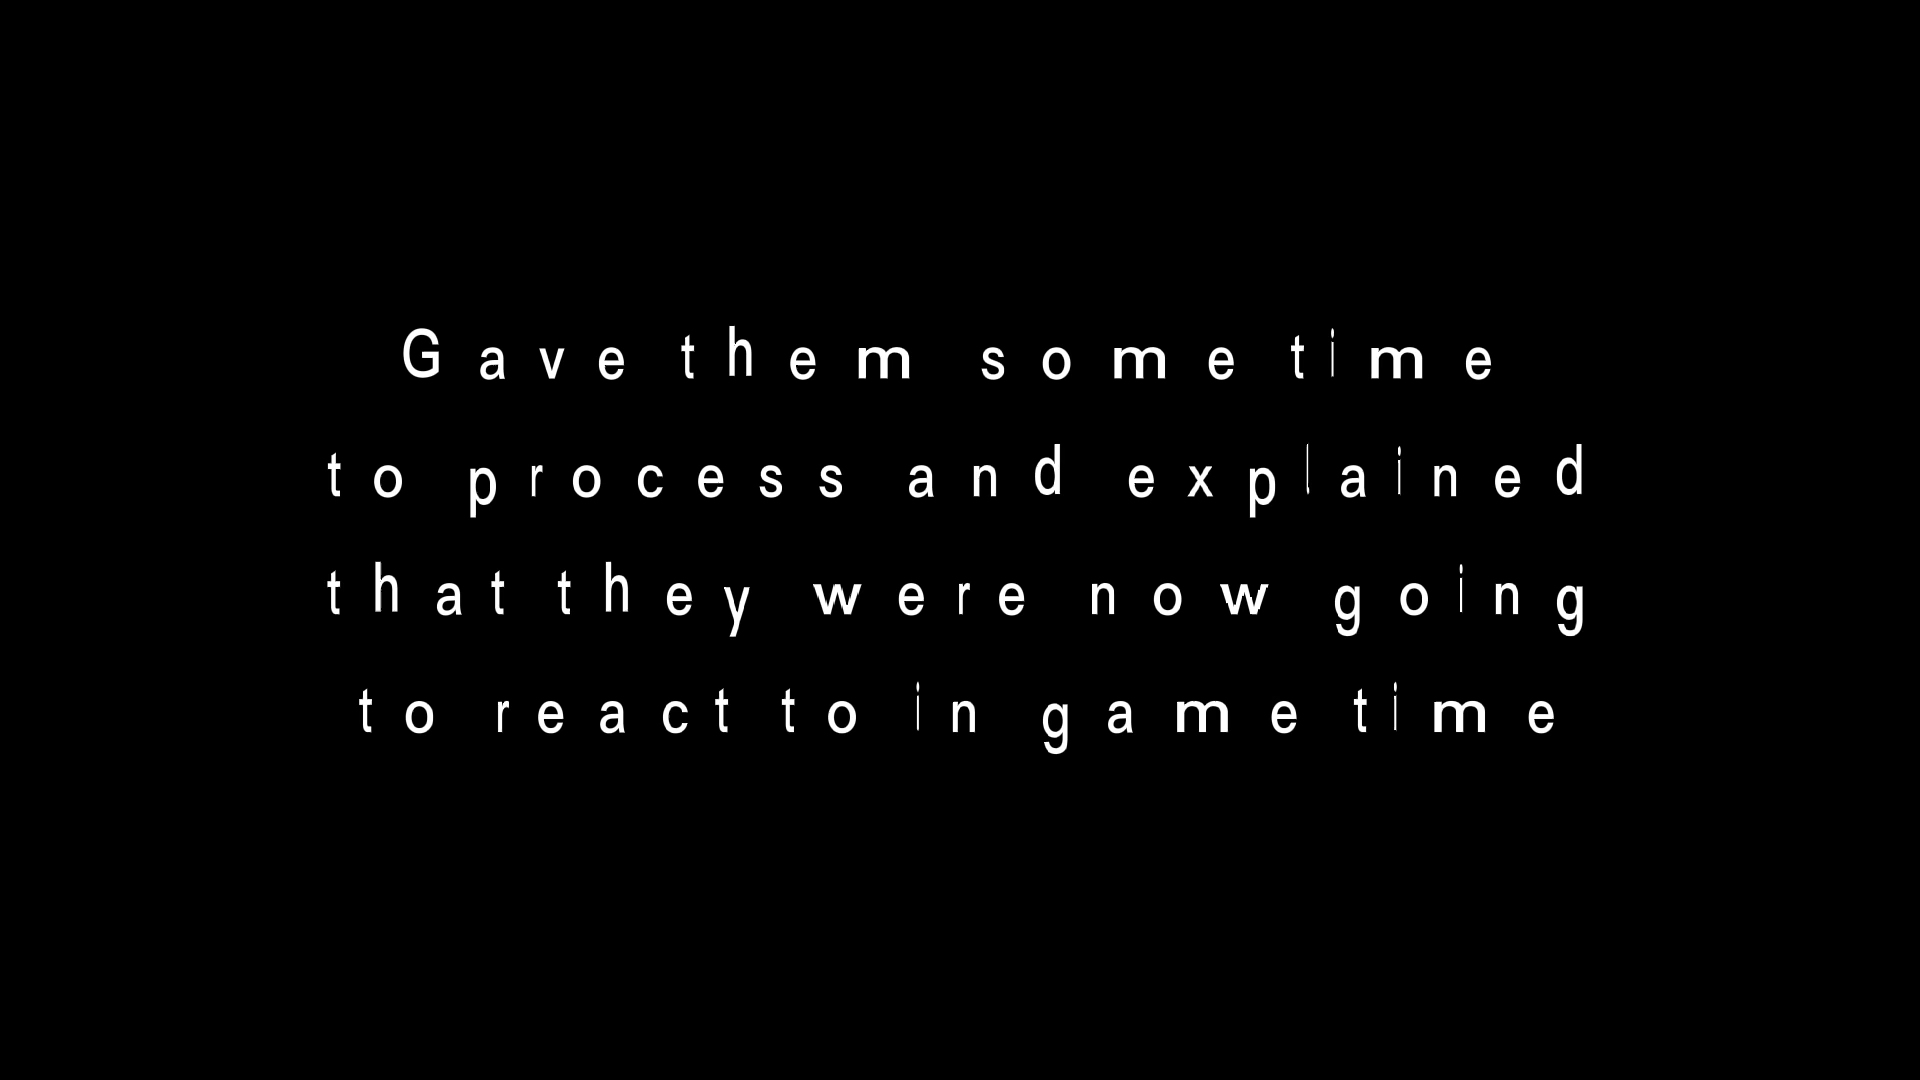 Gave them some time
to process and explained
that they were now going
to react to in game time